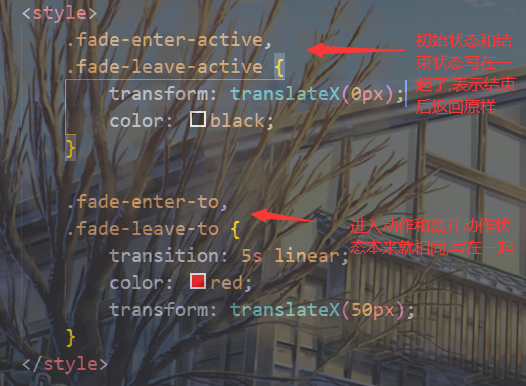 <style>
.fade-enter-active,
.fade-leave-active {
transform: translateX(0px);
color: black;
}
.fade-enter-to,
.fade-leave-to {
transition: 5s linear;
color: red;
transform: translateX(50px);
}
</style>
初始状态和结
束状态写在一
起了,表示结束
后返回原样
进入动作和离开动作状
态本来就相同,写在一起